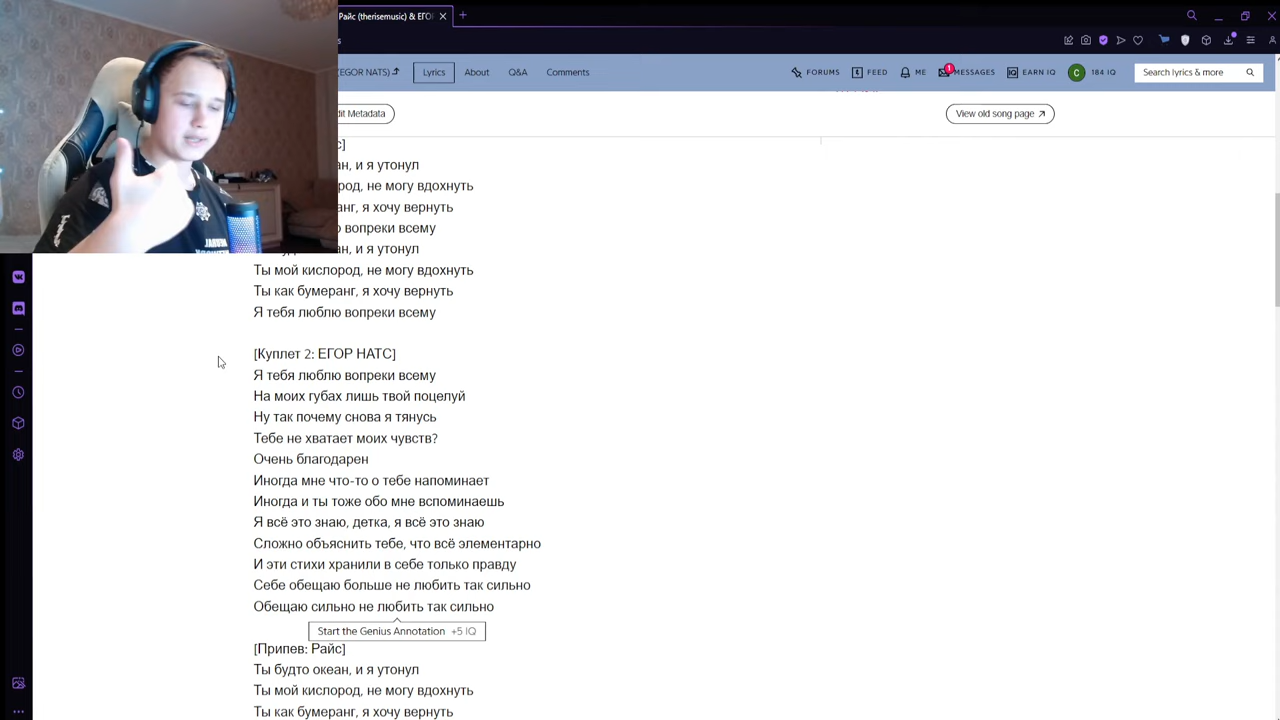 Райс (therisemusic) & ЕГО
(EGOR NATS)
Lyrics
About
Q&A
Comments
FORUMS
FEED
ME
1
MESSAGES
EARN IQ
C
184 IQ
Search lyrics & more
dit Metadata
View old song page
с]
ан, и я утонул
род, не могу вдохнуть
анг, я хочу вернуть
о вопреки всему
ан, и я утонул
Ты мой кислород, не могу вдохнуть
Ты как бумеранг, я хочу вернуть
Я тебя люблю вопреки всему
[Куплет 2: ЕГОР НАТС]
Я тебя люблю вопреки всему
На моих губах лишь твой поцелуй
Ну так почему снова я тянусь
Тебе не хватает моих чувств?
Очень благодарен
Иногда мне что-то о тебе напоминает
Иногда и ты тоже обо мне вспоминаешь
Я всё это знаю, детка, я всё это знаю
Сложно объяснить тебе, что всё элементарно
И эти стихи хранили в себе только правду
Себе обещаю больше не любить так сильно
Обещаю сильно не любить так сильно
Start the Genius Annotation +5 IQ
[Припев: Райс]
Ты будто океан, и я утонул
Ты мой кислород, не могу вдохнуть
Ты как бумеранг, я хочу вернуть